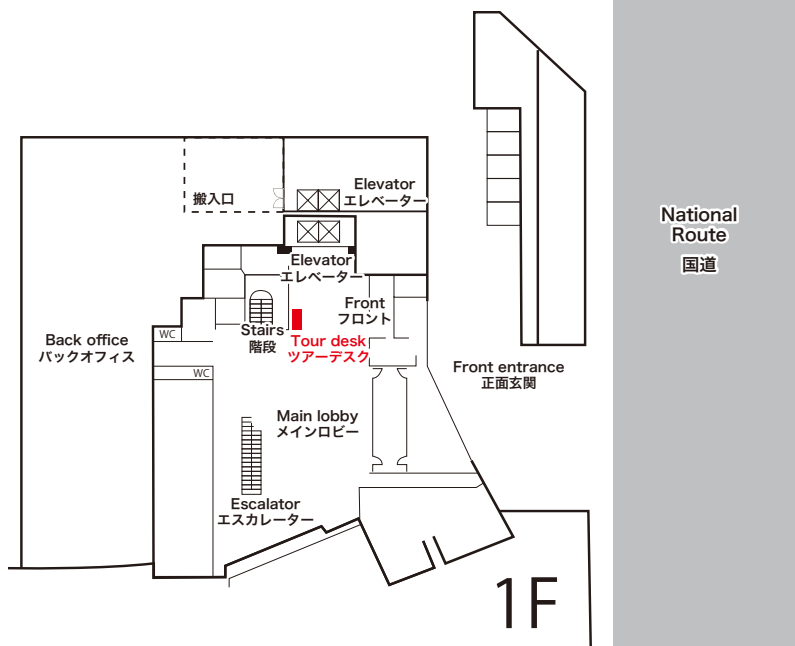 National
Route
国道
Elevator
エレベーター
搬入口
Elevator
エレベーター
Front
フロント
Stairs
階段
Tour desk
ツアーデスク
WC
Back office
バックオフィス
WC
Front entrance
正面玄関
Main lobby
メインロビー
Escalator
エスカレーター
1F